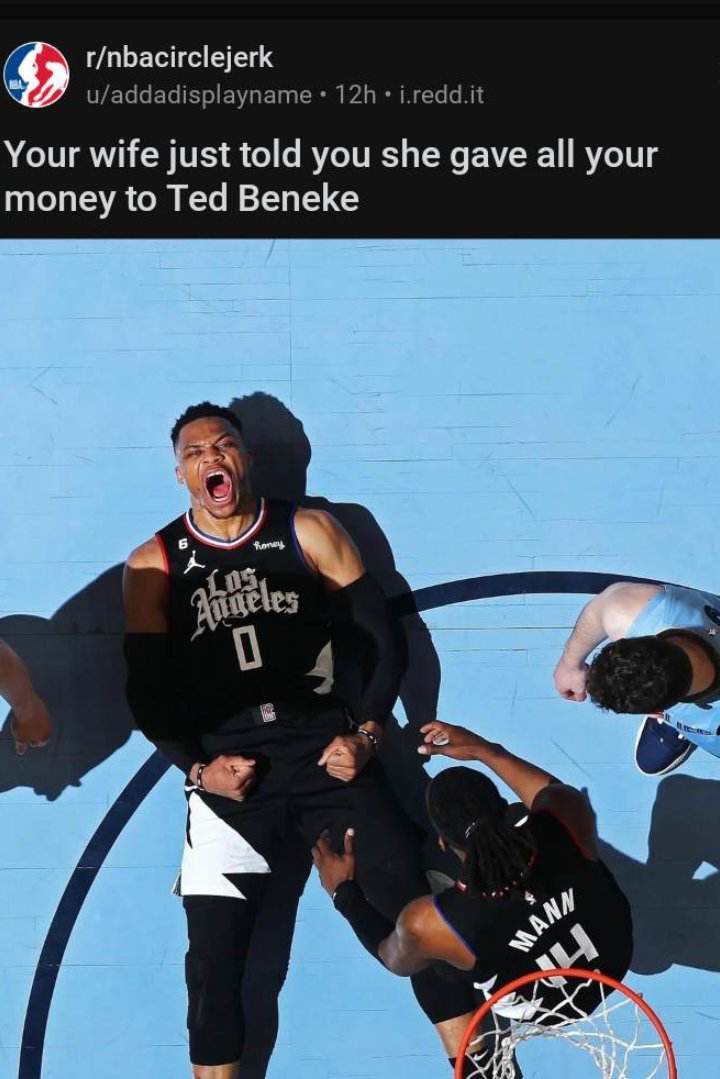 r/nbacirclejerk
u/addadisplayname • 12h • i.redd.it
Your wife just told you she gave all your
money to Ted Beneke
6
honey
Los
Angeles
0
MANN
14